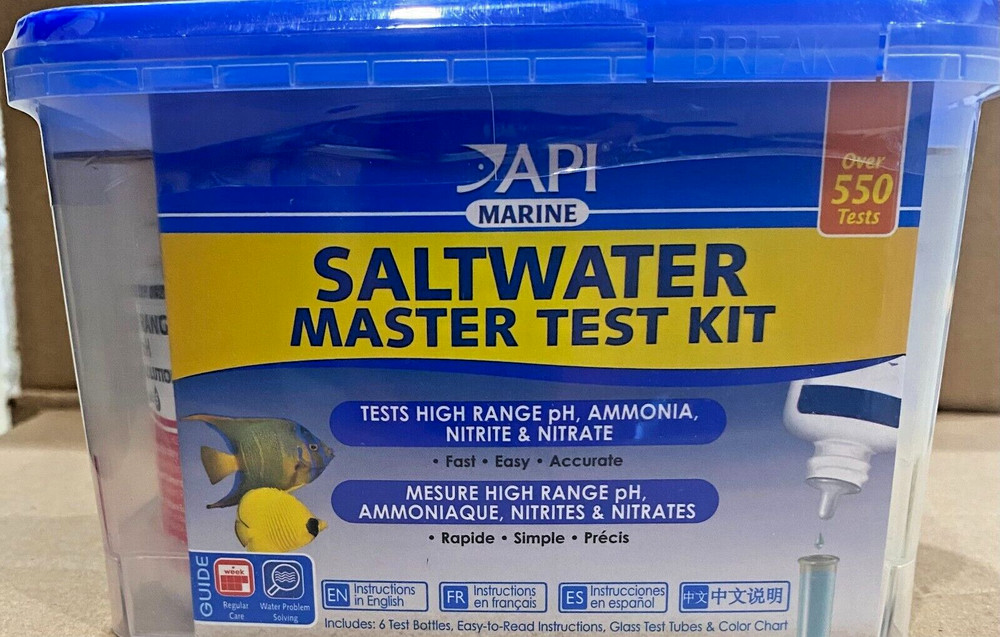 BREAK
API
MARINE
Over
550
Tests
SALTWATER
MASTER TEST KIT
TESTS HIGH RANGE pH, AMMONIA,
NITRITE & NITRATE
• Fast • Easy • Accurate
MESURE HIGH RANGE pH,
AMMONIAQUE, NITRITES & NITRATES
• Rapide • Simple • Précis
GUIDE
week
Regular
Care
Water Problem
Solving
EN Instructions
in English
FR Instructions
en français
ES Instrucciones
en español
中文 中文说明
Includes: 6 Test Bottles, Easy-to-Read Instructions, Glass Test Tubes & Color Chart